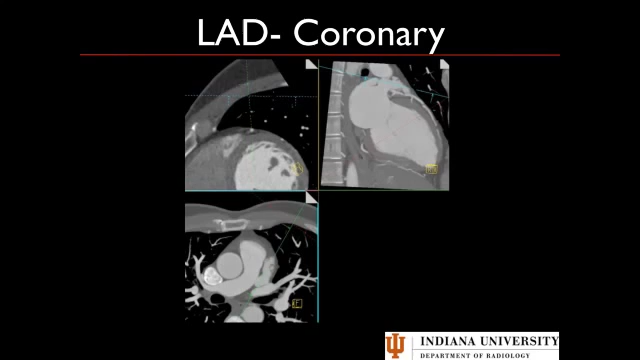 LAD- Coronary
INDIANA UNIVERSITY
DEPARTMENT OF RADIOLOGY